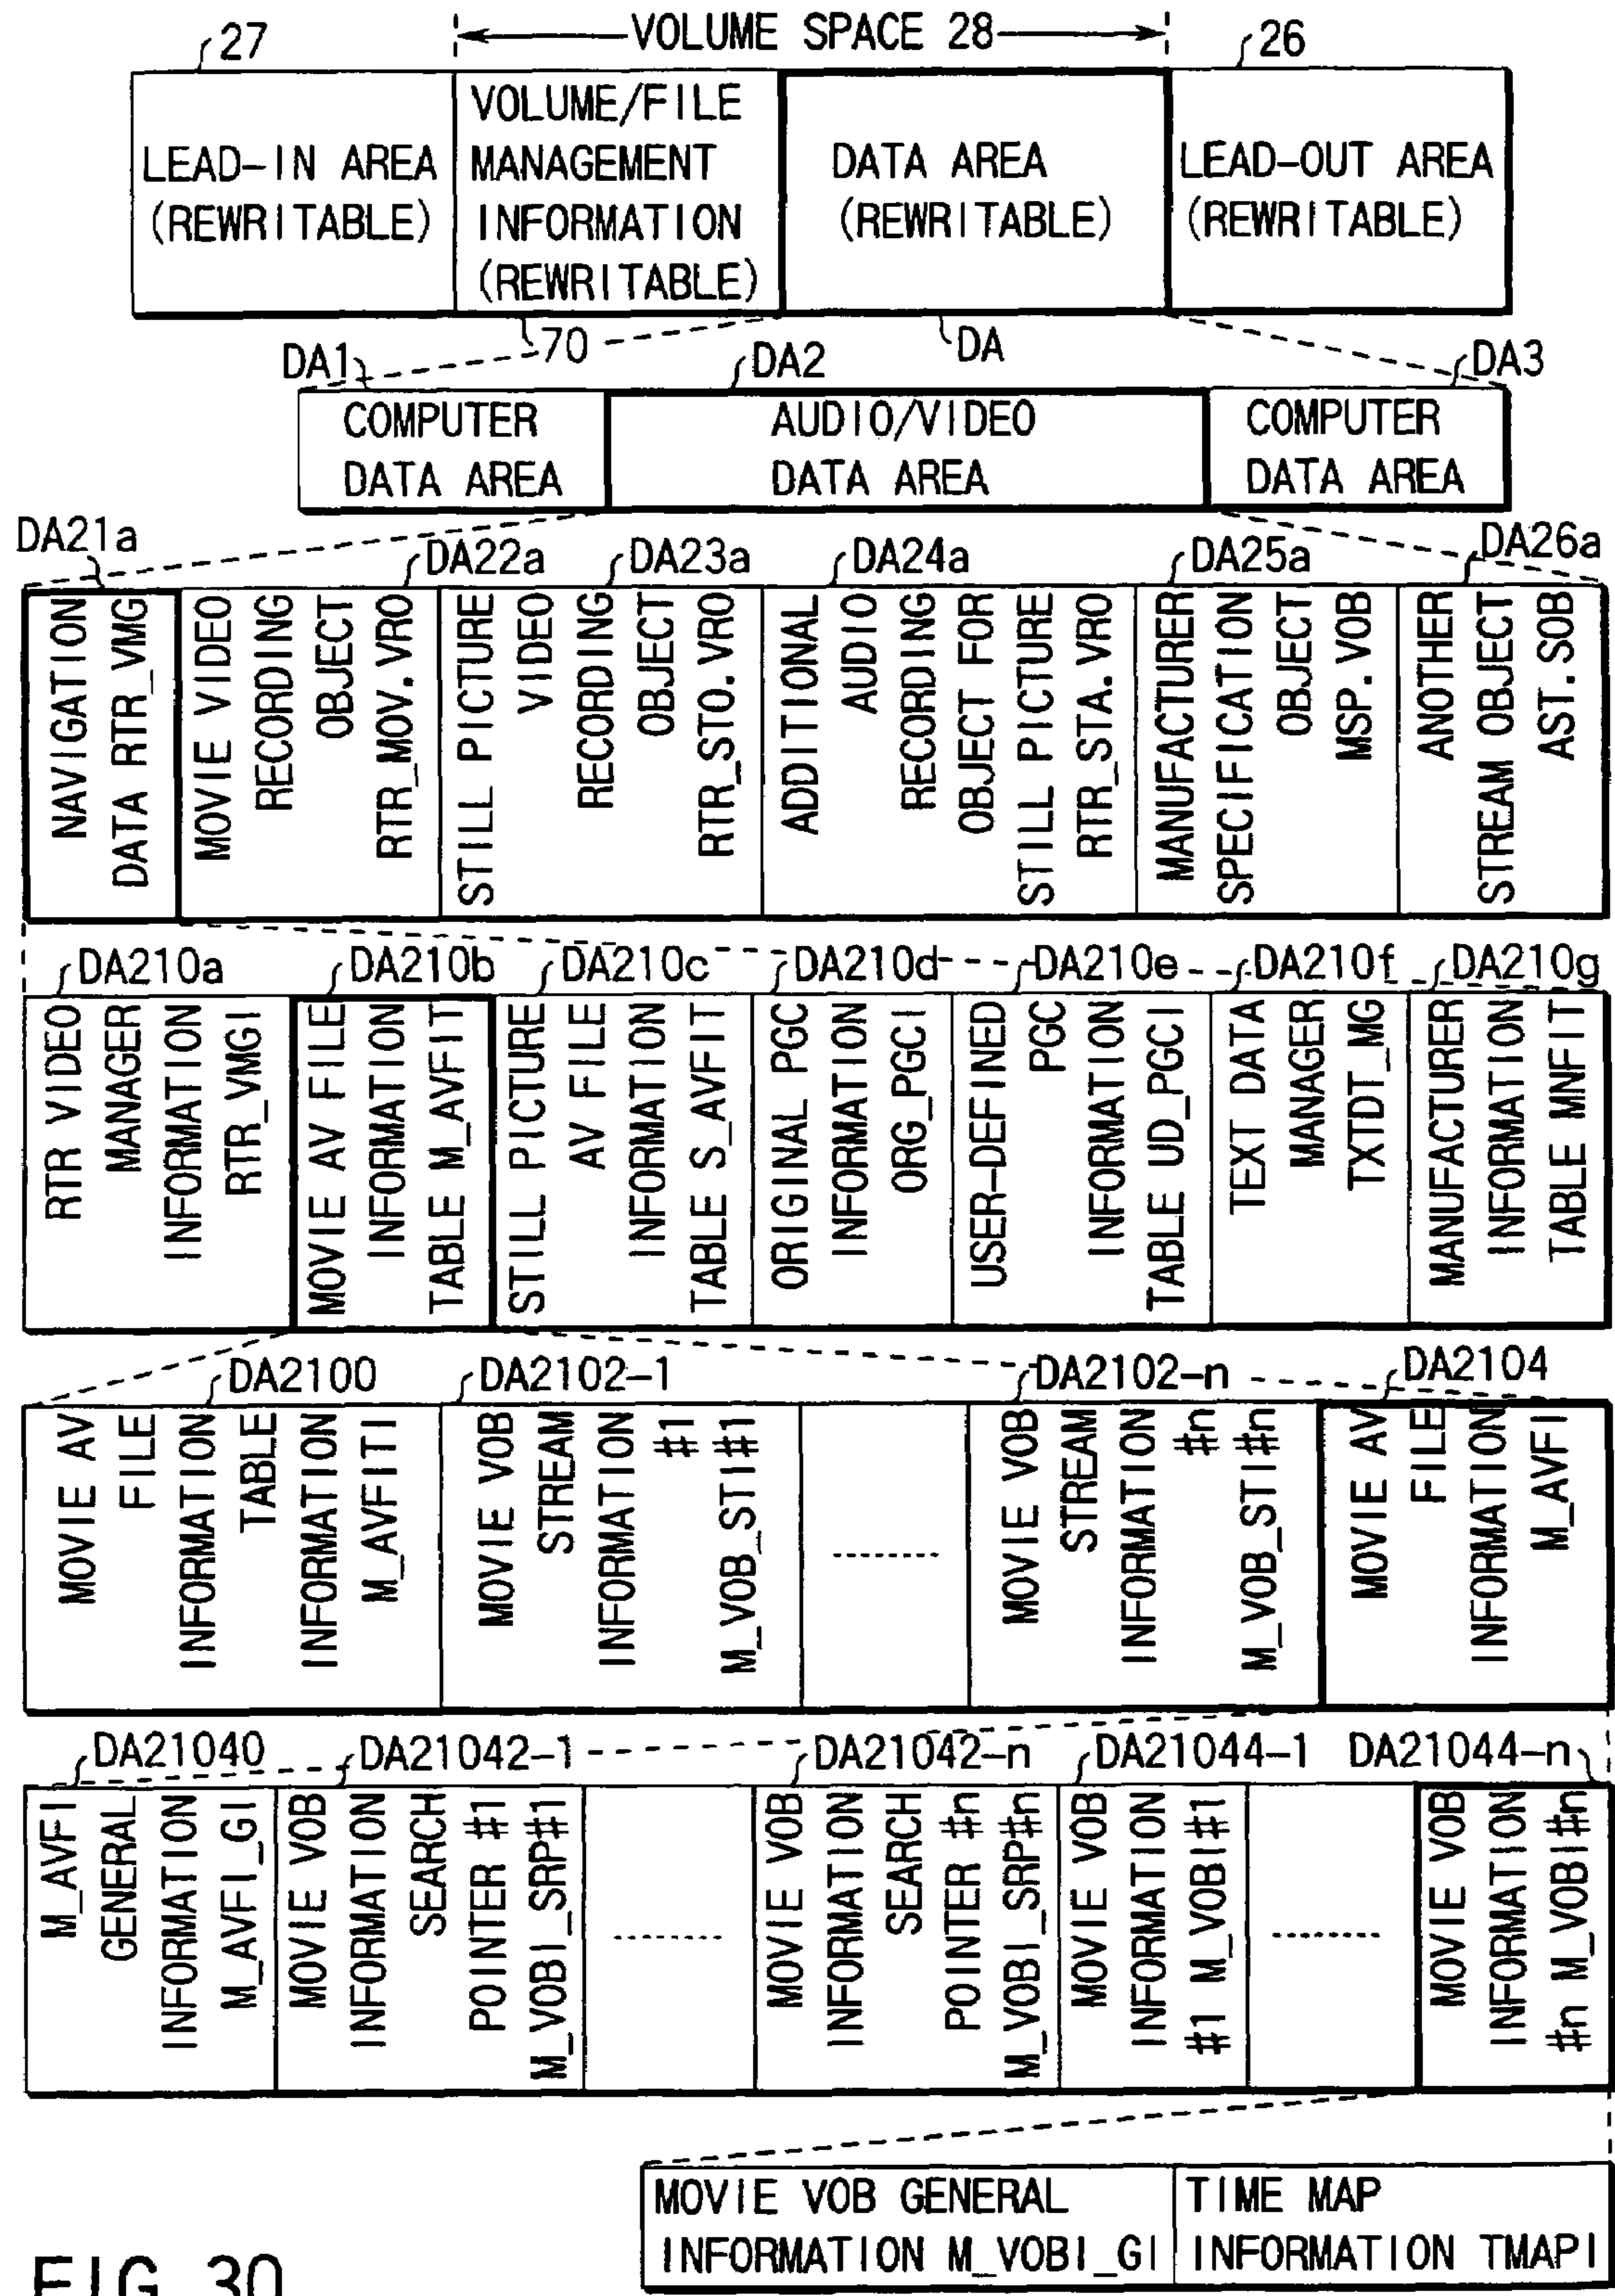 27
VOLUME SPACE 28
26
LEAD-IN AREA
(REWRITABLE)
VOLUME/FILE
MANAGEMENT
INFORMATION
(REWRITABLE)
DATA AREA
(REWRITABLE)
LEAD-OUT AREA
(REWRITABLE)
70
DA
DA1
DA2
DA3
COMPUTER
DATA AREA
AUDIO/VIDEO
DATA AREA
COMPUTER
DATA AREA
DA21a
DA22a
DA23a
DA24a
DA25a
DA26a
NAVIGATION
DATA RTR_VMG
MOVIE VIDEO
RECORDING
OBJECT
RTR_MOV.VRO
STILL PICTURE
VIDEO
RECORDING
OBJECT
RTR_STO.VRO
ADDITIONAL
AUDIO
RECORDING
OBJECT FOR
STILL PICTURE
RTR_STA.VRO
MANUFACTURER
SPECIFICATION
OBJECT
MSP.VOB
ANOTHER
STREAM OBJECT
AST.SOB
DA210a
DA210b
DA210c
DA210d
DA210e
DA210f
DA210g
RTR VIDEO
MANAGER
INFORMATION
RTR_VMGI
MOVIE AV FILE
INFORMATION
TABLE M_AVFIT
STILL PICTURE
AV FILE
INFORMATION
TABLE S_AVFIT
ORIGINAL PGC
INFORMATION
ORG_PGCI
USER-DEFINED
PGC
INFORMATION
TABLE UD_PGCI
TEXT DATA
MANAGER
TXTDT_MG
MANUFACTURER
INFORMATION
TABLE MNFIT
DA2100
DA2102-1
DA2102-n
DA2104
MOVIE AV
FILE
INFORMATION
TABLE
INFORMATION
M_AVFITI
MOVIE VOB
STREAM
INFORMATION
#1
M_VOB_STI#1
MOVIE VOB
STREAM
INFORMATION
#n
M_VOB_STI#n
MOVIE AV
FILE
INFORMATION
M_AVFI
DA21040
DA21042-1
DA21042-n
DA21044-1
DA21044-n
M_AVFI
GENERAL
INFORMATION
M_AVFI_GI
MOVIE VOB
INFORMATION
SEARCH
POINTER #1
M_VOBI_SRP#1
MOVIE VOB
INFORMATION
SEARCH
POINTER #n
M_VOBI_SRP#n
MOVIE VOB
INFORMATION
#1 M_VOBI#1
MOVIE VOB
INFORMATION
#n M_VOBI#n
MOVIE VOB GENERAL
INFORMATION M_VOBI_GI
TIME MAP
INFORMATION TMAPI
FIG. 30